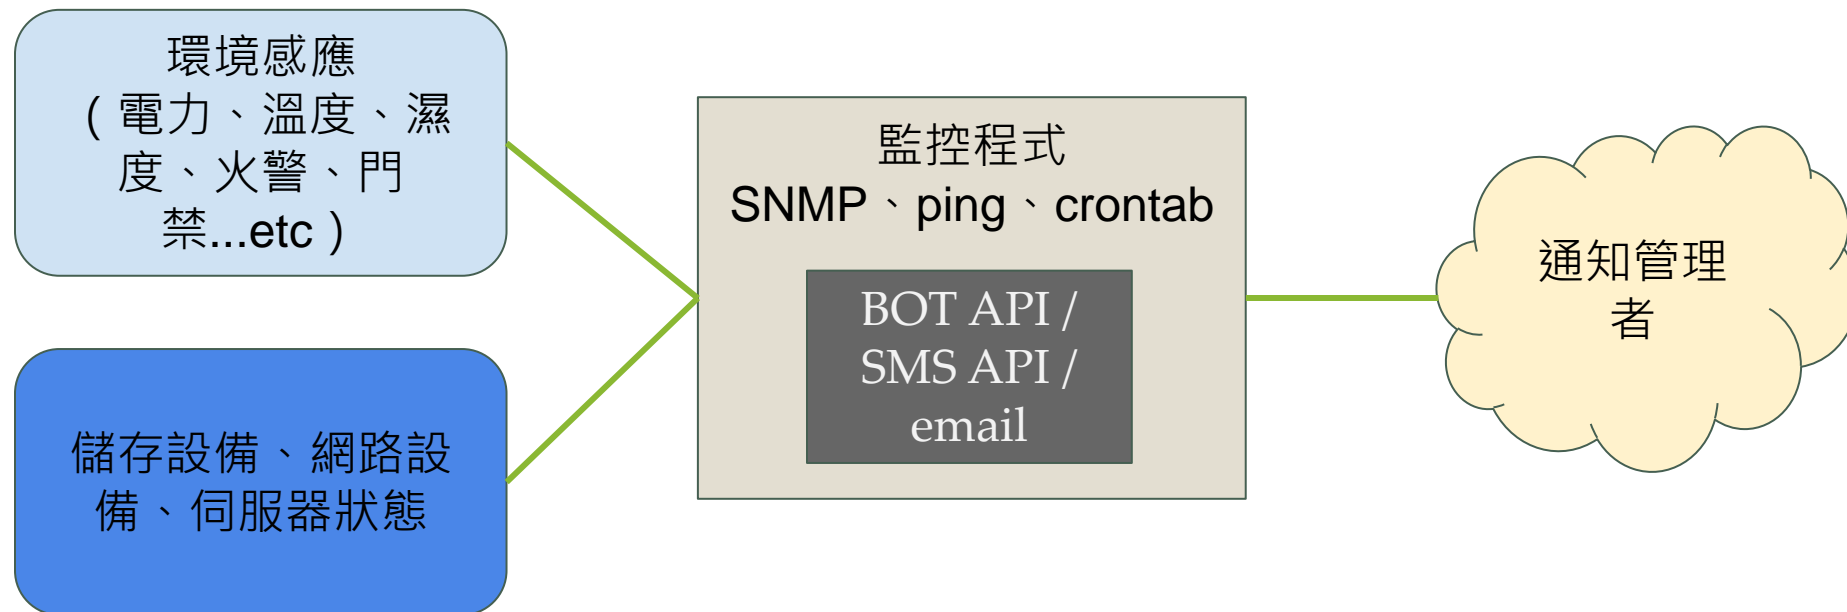 環境感應
（電力、溫度、濕
度、火警、門
禁...etc）
儲存設備、網路設
備、伺服器狀態
監控程式
SNMP、ping、crontab
BOT API /
SMS API /
email
通知管理
者